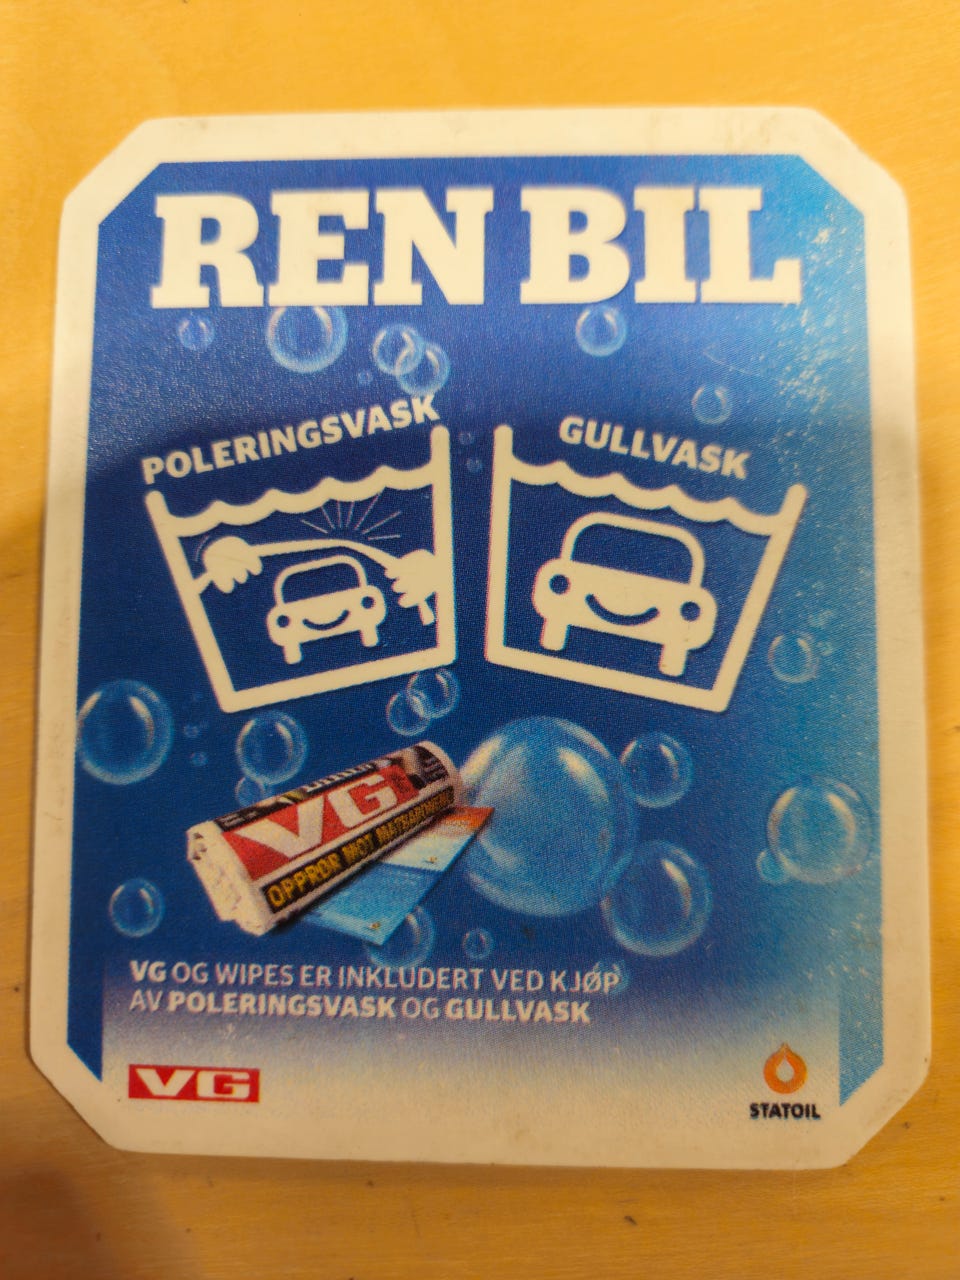 REN BIL
POLERINGSVASK
GULLVASK
VG
OPPRØR MOT MATKAOSET
VG OG WIPES ER INKLUDERT VED KJØP
AV POLERINGSVASK OG GULLVASK
VG
STATOIL